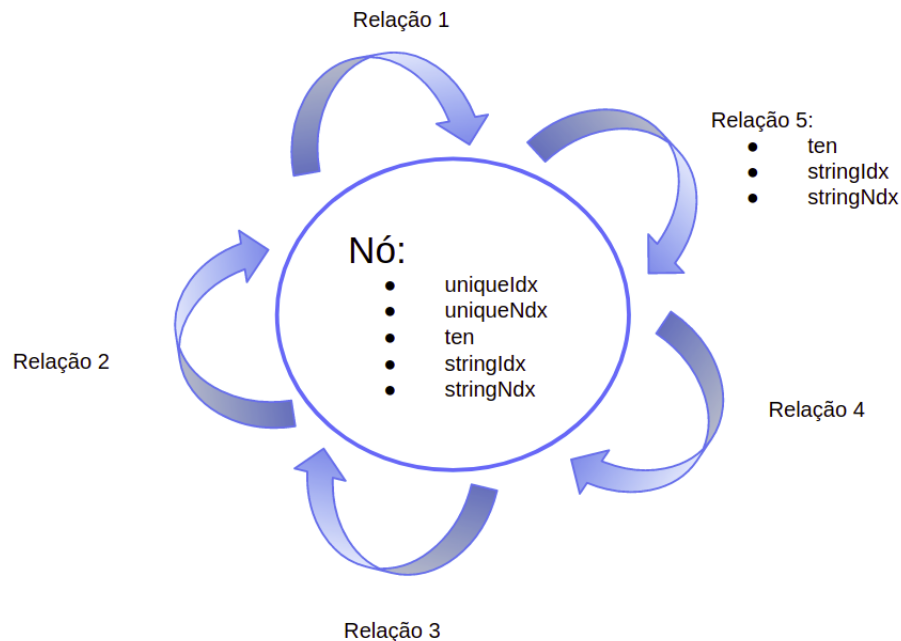 Relação 1
Relação 5:
● ten
● stringIdx
● stringNdx
Nó:
● uniqueIdx
● uniqueNdx
● ten
● stringIdx
● stringNdx
Relação 2
Relação 4
Relação 3